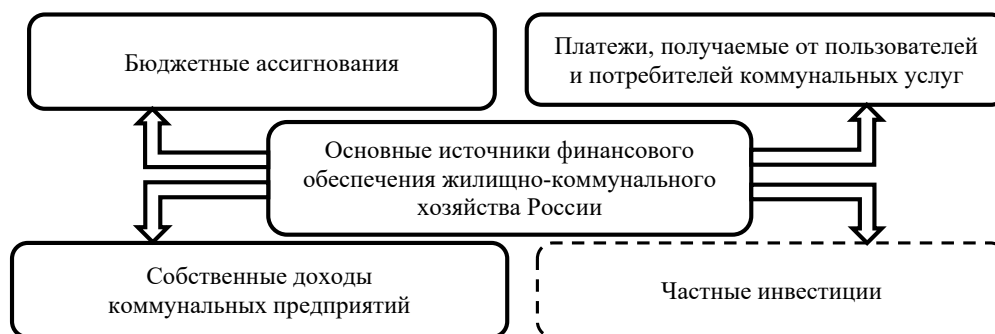 Бюджетные ассигнования
Платежи, получаемые от пользователей
и потребителей коммунальных услуг
Основные источники финансового
обеспечения жилищно-коммунального
хозяйства России
Собственные доходы
коммунальных предприятий
Частные инвестиции